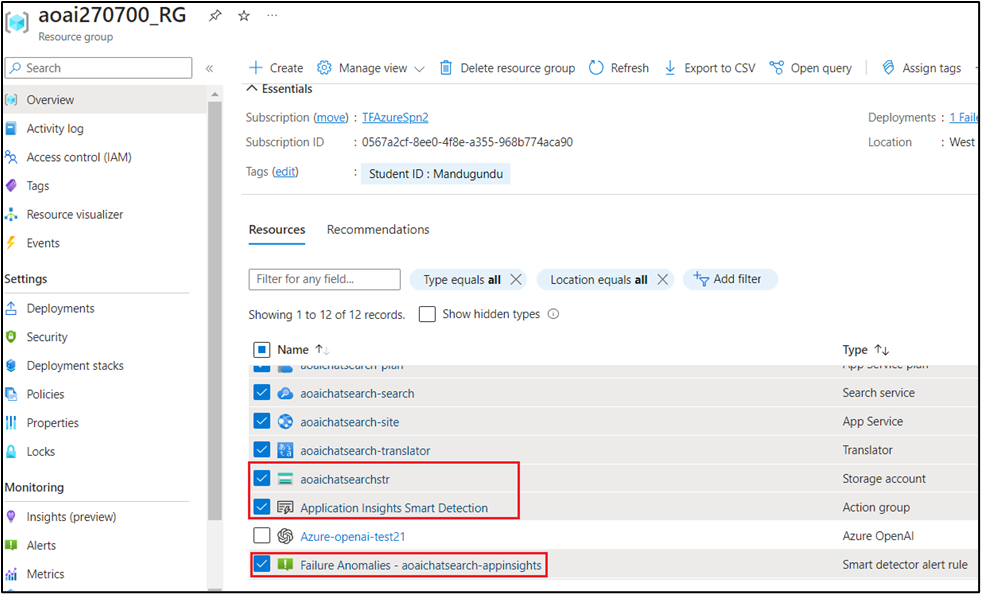 aoai270700_RG
Resource group
Search
Create Manage view Delete resource group Refresh Export to CSV Open query Assign tags
Overview
Activity log
Access control (IAM)
Tags
Resource visualizer
Events
Settings
Deployments
Security
Deployment stacks
Policies
Properties
Locks
Monitoring
Insights (preview)
Alerts
Metrics
Essentials
Subscription (move) : TFAzureSpn2
Deployments : 1 Faile
Subscription ID : 0567a2cf-8ee0-4f8e-a355-968b774aca90
Location : West
Tags (edit) : Student ID : Mandugundu
Resources Recommendations
Filter for any field... Type equals all Location equals all Add filter
Showing 1 to 12 of 12 records. Show hidden types
Name Type
aoaichatsearch-plan App Service plan
aoaichatsearch-search Search service
aoaichatsearch-site App Service
aoaichatsearch-translator Translator
aoaichatsearchstr Storage account
Application Insights Smart Detection Action group
Azure-openai-test21 Azure OpenAI
Failure Anomalies - aoaichatsearch-appinsights Smart detector alert rule